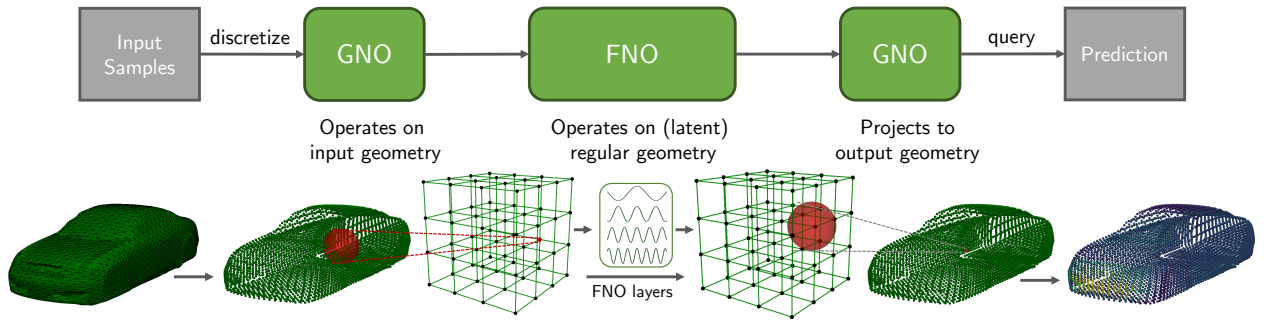 Input
Samples
discretize
GNO
FNO
GNO
query
Prediction
Operates on
input geometry
Operates on (latent)
regular geometry
Projects to
output geometry
FNO layers